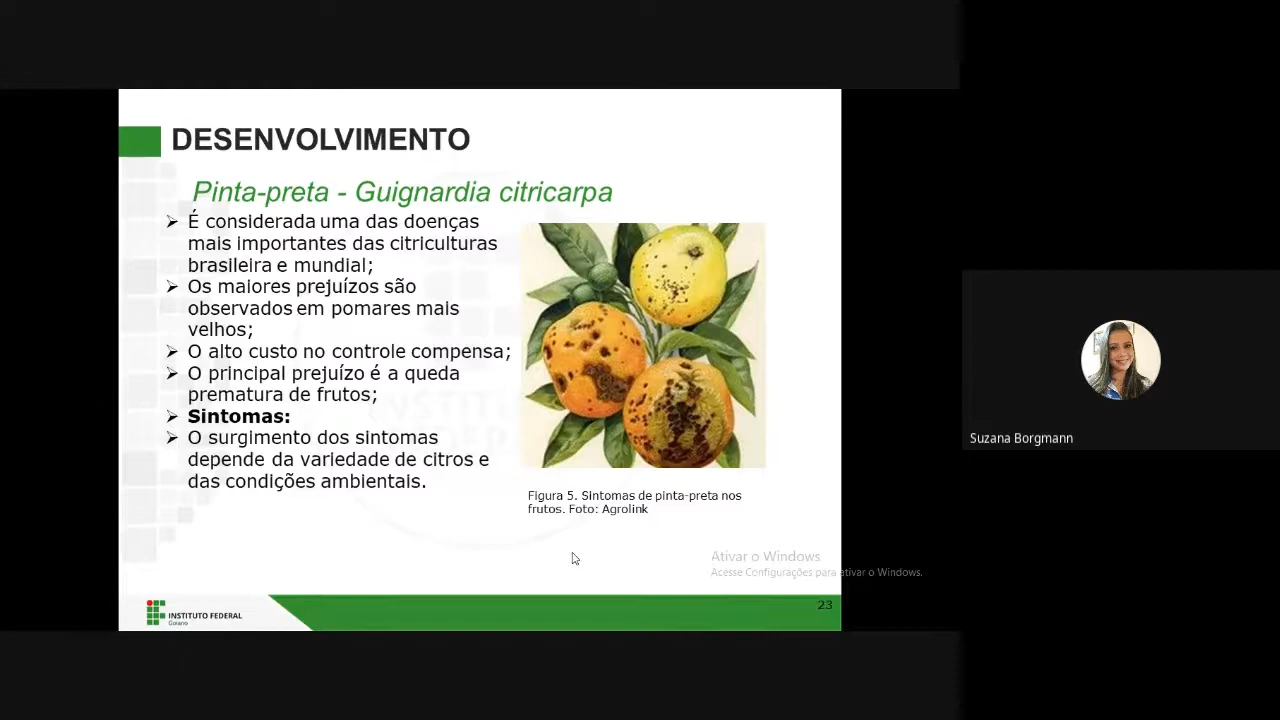 DESENVOLVIMENTO
Pinta-preta - Guignardia citricarpa
➢ É considerada uma das doenças
mais importantes das citriculturas
brasileira e mundial;
➢ Os maiores prejuízos são
observados em pomares mais
velhos;
➢ O alto custo no controle compensa;
➢ O principal prejuízo é a queda
prematura de frutos;
➢ Sintomas:
➢ O surgimento dos sintomas
depende da variedade de citros e
das condições ambientais.
Figura 5. Sintomas de pinta-preta nos
frutos. Foto: Agrolink
Ativar o Windows
Acesse Configurações para ativar o Windows.
23
INSTITUTO FEDERAL
Goiano
Suzana Borgmann